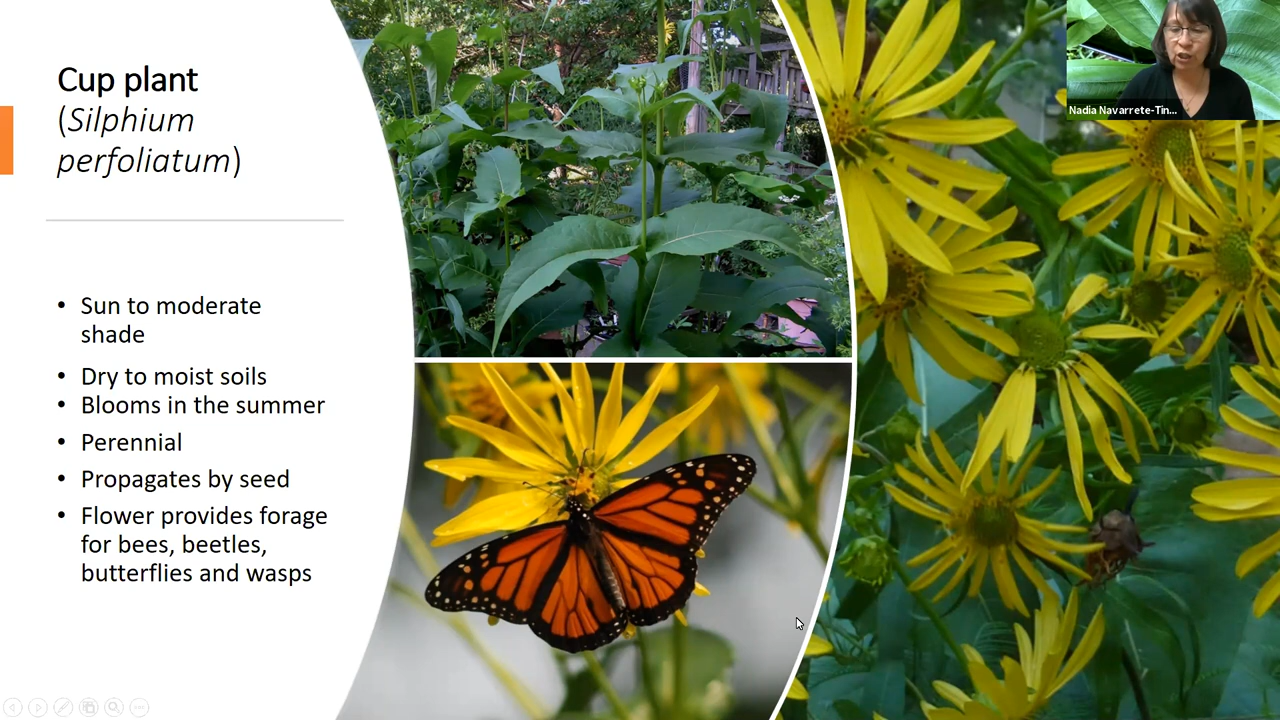 Cup plant
(Silphium
perfoliatum)
• Sun to moderate
shade
• Dry to moist soils
• Blooms in the summer
• Perennial
• Propagates by seed
• Flower provides forage
for bees, beetles,
butterflies and wasps
Nadia Navarrete-Tin...